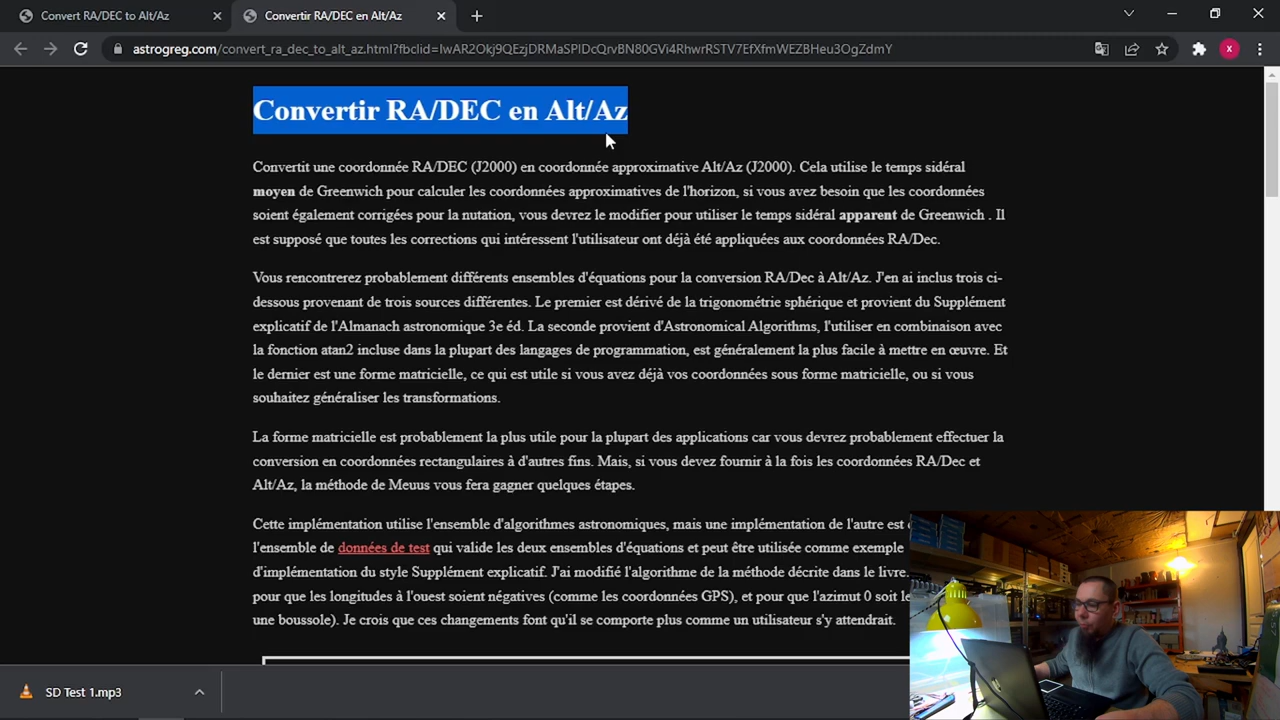 Convert RA/DEC to Alt/Az
Convertir RA/DEC en Alt/Az
astrogreg.com/convert_ra_dec_to_alt_az.html?fbclid=IwAR2Okj9QEzjDRMaSPIDcQrvBN80GVi4RhwrRSTV7EfXfmWEZBHeu3OgZdmY
X
Convertir RA/DEC en Alt/Az
Convertit une coordonnée RA/DEC (J2000) en coordonnée approximative Alt/Az (J2000). Cela utilise le temps sidéral
moyen de Greenwich pour calculer les coordonnées approximatives de l'horizon, si vous avez besoin que les coordonnées
soient également corrigées pour la nutation, vous devrez le modifier pour utiliser le temps sidéral apparent de Greenwich . Il
est supposé que toutes les corrections qui intéressent l'utilisateur ont déjà été appliquées aux coordonnées RA/Dec.
Vous rencontrerez probablement différents ensembles d'équations pour la conversion RA/Dec à Alt/Az. J'en ai inclus trois ci-
dessous provenant de trois sources différentes. Le premier est dérivé de la trigonométrie sphérique et provient du Supplément
explicatif de l'Almanach astronomique 3e éd. La seconde provient d'Astronomical Algorithms, l'utiliser en combinaison avec
la fonction atan2 incluse dans la plupart des langages de programmation, est généralement la plus facile à mettre en œuvre. Et
le dernier est une forme matricielle, ce qui est utile si vous avez déjà vos coordonnées sous forme matricielle, ou si vous
souhaitez généraliser les transformations.
La forme matricielle est probablement la plus utile pour la plupart des applications car vous devrez probablement effectuer la
conversion en coordonnées rectangulaires à d'autres fins. Mais, si vous devez fournir à la fois les coordonnées RA/Dec et
Alt/Az, la méthode de Meuus vous fera gagner quelques étapes.
Cette implémentation utilise l'ensemble d'algorithmes astronomiques, mais une implémentation de l'autre est
l'ensemble de données de test qui valide les deux ensembles d'équations et peut être utilisée comme exemple
d'implémentation du style Supplément explicatif. J'ai modifié l'algorithme de la méthode décrite dans le livre.
pour que les longitudes à l'ouest soient négatives (comme les coordonnées GPS), et pour que l'azimut 0 soit le
une boussole). Je crois que ces changements font qu'il se comporte plus comme un utilisateur s'y attendrait.
SD Test 1.mp3